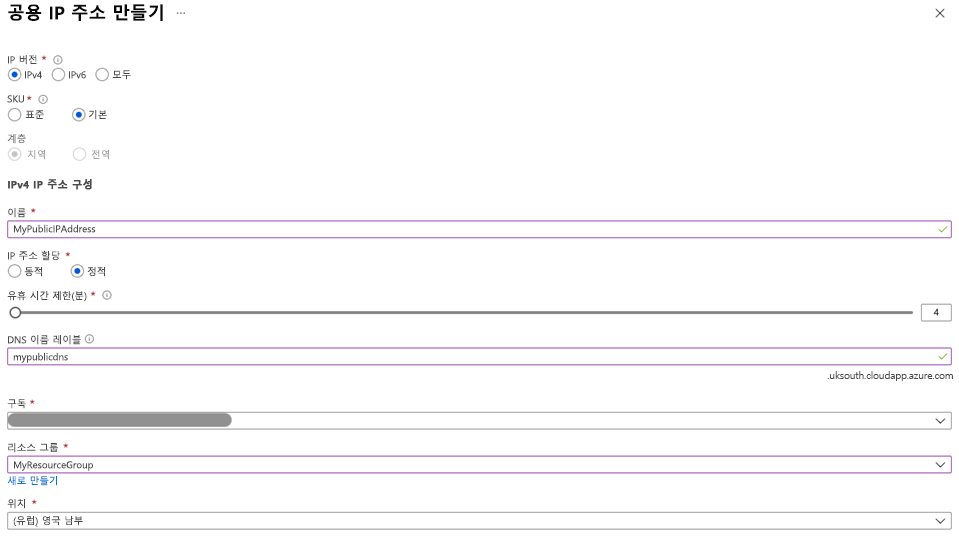 공용 IP 주소 만들기 ...
IP 버전 *
IPv4 IPv6 모두
SKU *
표준 기본
계층
지역 전역
IPv4 IP 주소 구성
이름 *
MyPublicIPAddress
IP 주소 할당 *
동적 정적
유휴 시간 제한(분) *
4
DNS 이름 레이블
mypublicdns
.uksouth.cloudapp.azure.com
구독 *
리소스 그룹 *
MyResourceGroup
새로 만들기
위치 *
(유럽) 영국 남부